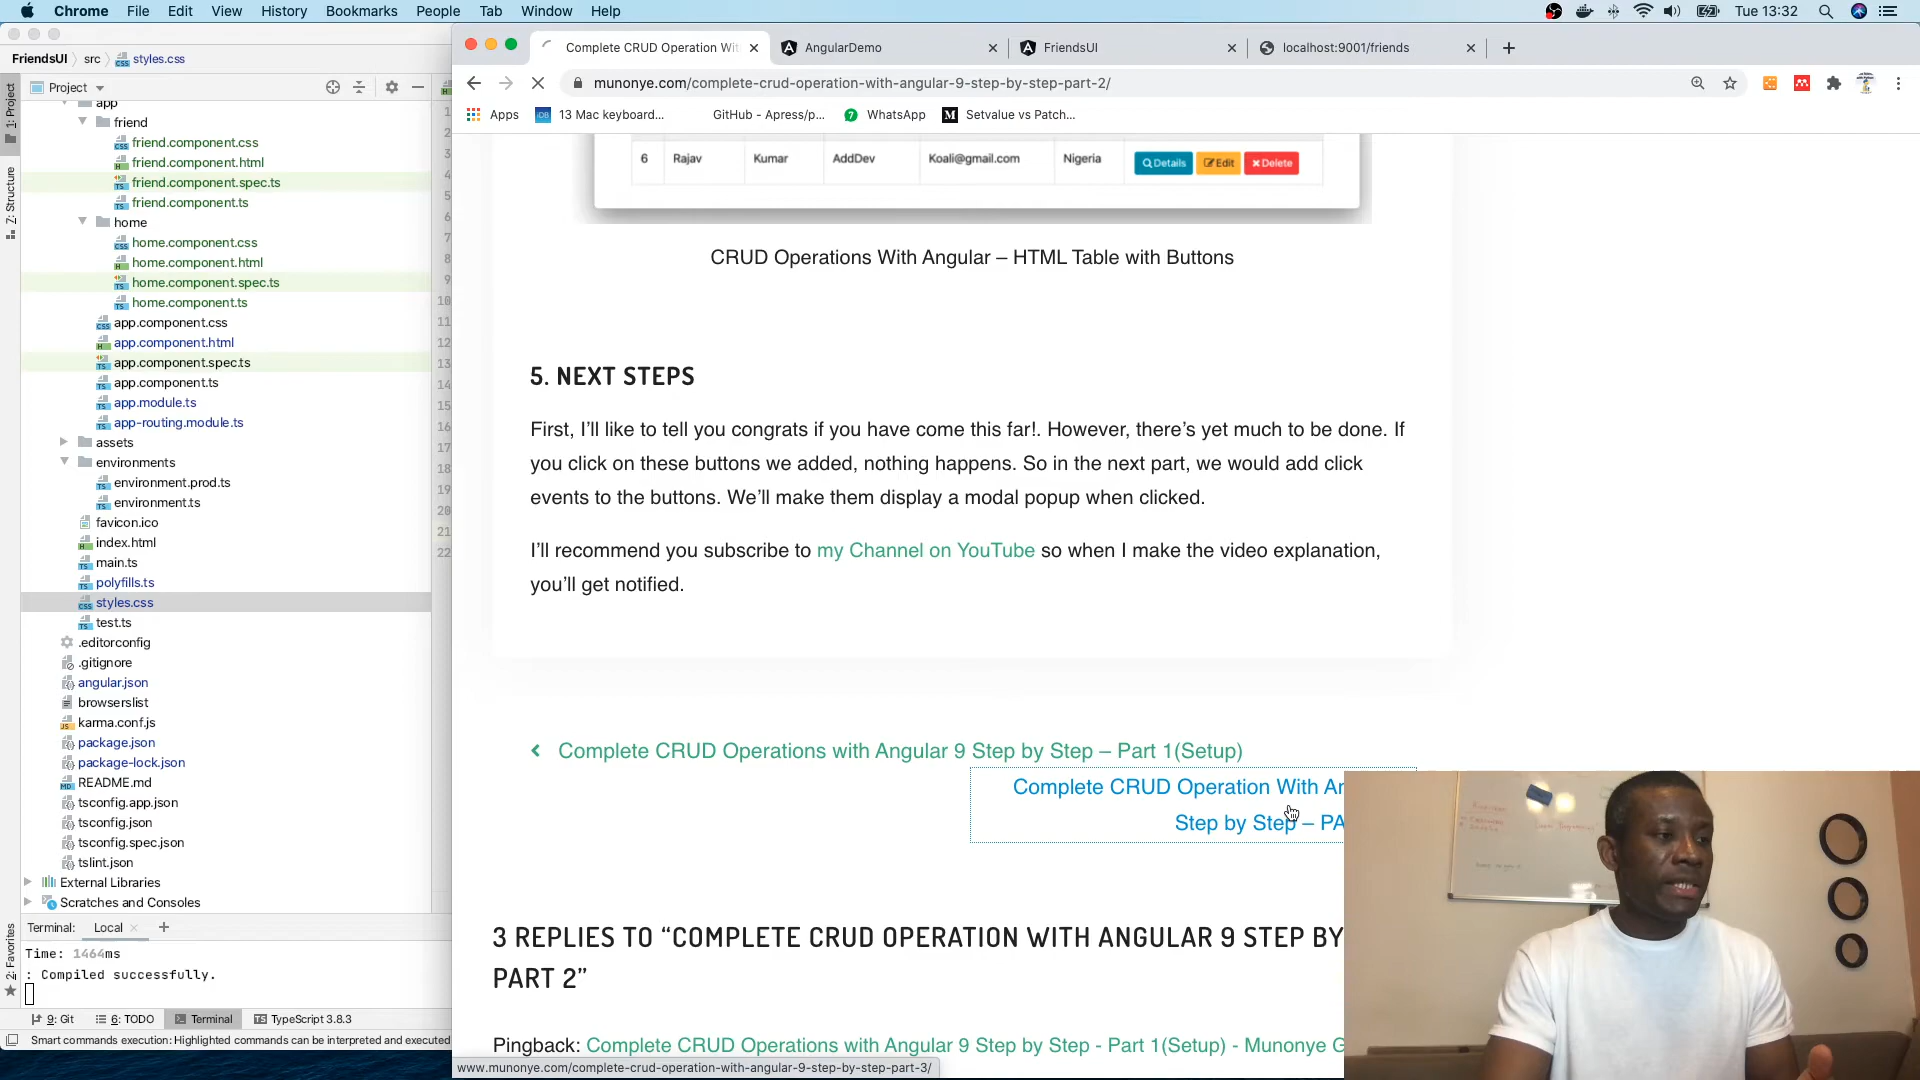 Chrome File Edit View History Bookmarks People Tab Window Help Tue 13:32
FriendsUI src styles.css
Project
app
friend
friend.component.css
friend.component.html
friend.component.spec.ts
friend.component.ts
home
home.component.css
home.component.html
home.component.spec.ts
home.component.ts
app.component.css
app.component.html
app.component.spec.ts
app.component.ts
app.module.ts
app-routing.module.ts
assets
environments
environment.prod.ts
environment.ts
favicon.ico
index.html
main.ts
polyfills.ts
styles.css
test.ts
.editorconfig
.gitignore
angular.json
browserslist
karma.conf.js
package.json
package-lock.json
README.md
tsconfig.app.json
tsconfig.json
tsconfig.spec.json
tslint.json
External Libraries
Scratches and Consoles
1: Project
7: Structure
2: Favorites
Terminal: Local
Time: 1464ms
: Compiled successfully.
9: Git 6: TODO Terminal TypeScript 3.8.3
Smart commands execution: Highlighted commands can be interpreted and executed
Complete CRUD Operation Wit AngularDemo FriendsUI localhost:9001/friends
munonye.com/complete-crud-operation-with-angular-9-step-by-step-part-2/
Apps 13 Mac keyboard... GitHub - Apress/p... WhatsApp Setvalue vs Patch...
6 Rajav Kumar AddDev Koali@gmail.com Nigeria Details Edit Delete
CRUD Operations With Angular – HTML Table with Buttons
5. NEXT STEPS
First, I’ll like to tell you congrats if you have come this far!. However, there’s yet much to be done. If
you click on these buttons we added, nothing happens. So in the next part, we would add click
events to the buttons. We’ll make them display a modal popup when clicked.
I’ll recommend you subscribe to my Channel on YouTube so when I make the video explanation,
you’ll get notified.
Complete CRUD Operations with Angular 9 Step by Step – Part 1(Setup)
Complete CRUD Operation With An
Step by Step – PA
3 REPLIES TO “COMPLETE CRUD OPERATION WITH ANGULAR 9 STEP BY
PART 2”
Pingback: Complete CRUD Operations with Angular 9 Step by Step - Part 1(Setup) - Munonye G
www.munonye.com/complete-crud-operation-with-angular-9-step-by-step-part-3/